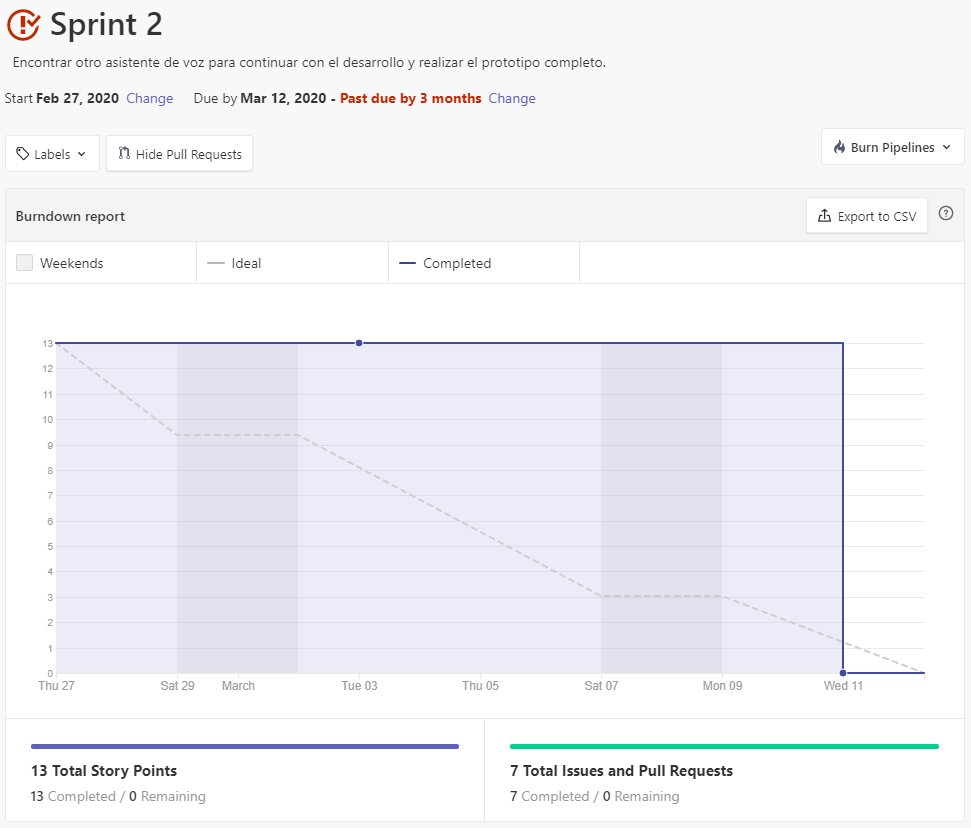 Sprint 2
Encontrar otro asistente de voz para continuar con el desarrollo y realizar el prototipo completo.
Start Feb 27, 2020 Change Due by Mar 12, 2020 - Past due by 3 months Change
Labels Hide Pull Requests Burn Pipelines
Burndown report Export to CSV ?
Weekends Ideal Completed
13
12
11
10
9
8
7
6
5
4
3
2
1
0
Thu 27 Sat 29 March Tue 03 Thu 05 Sat 07 Mon 09 Wed 11
13 Total Story Points
13 Completed / 0 Remaining
7 Total Issues and Pull Requests
7 Completed / 0 Remaining